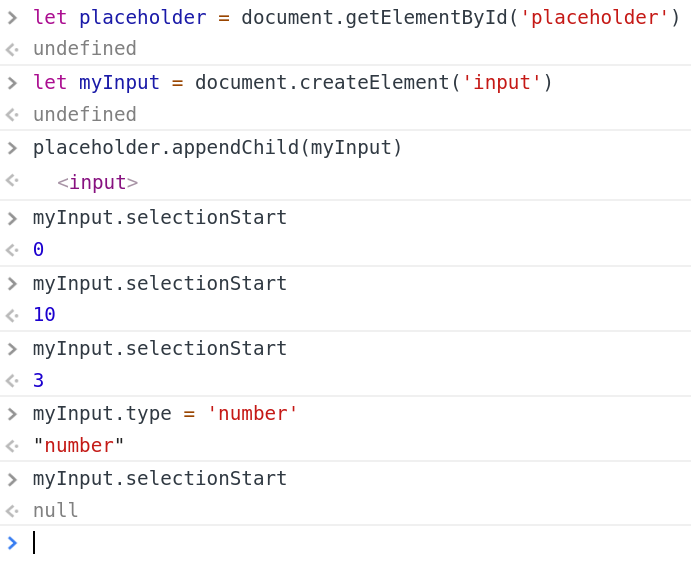 let placeholder = document.getElementById('placeholder')
undefined
let myInput = document.createElement('input')
undefined
placeholder.appendChild(myInput)
<input>
myInput.selectionStart
0
myInput.selectionStart
10
myInput.selectionStart
3
myInput.type = 'number'
"number"
myInput.selectionStart
null